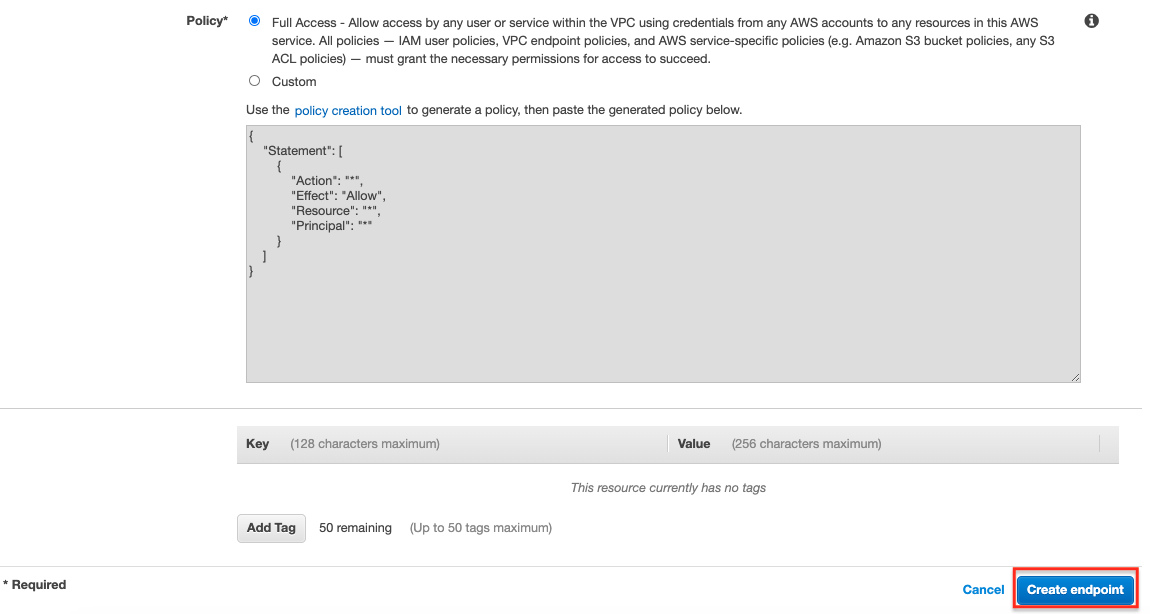 Policy* Full Access - Allow access by any user or service within the VPC using credentials from any AWS accounts to any resources in this AWS
service. All policies — IAM user policies, VPC endpoint policies, and AWS service-specific policies (e.g. Amazon S3 bucket policies, any S3
ACL policies) — must grant the necessary permissions for access to succeed.
Custom
Use the policy creation tool to generate a policy, then paste the generated policy below.
{
"Statement": [
{
"Action": "*",
"Effect": "Allow",
"Resource": "*",
"Principal": "*"
}
]
}
Key (128 characters maximum) Value (256 characters maximum)
This resource currently has no tags
Add Tag 50 remaining (Up to 50 tags maximum)
* Required Cancel Create endpoint